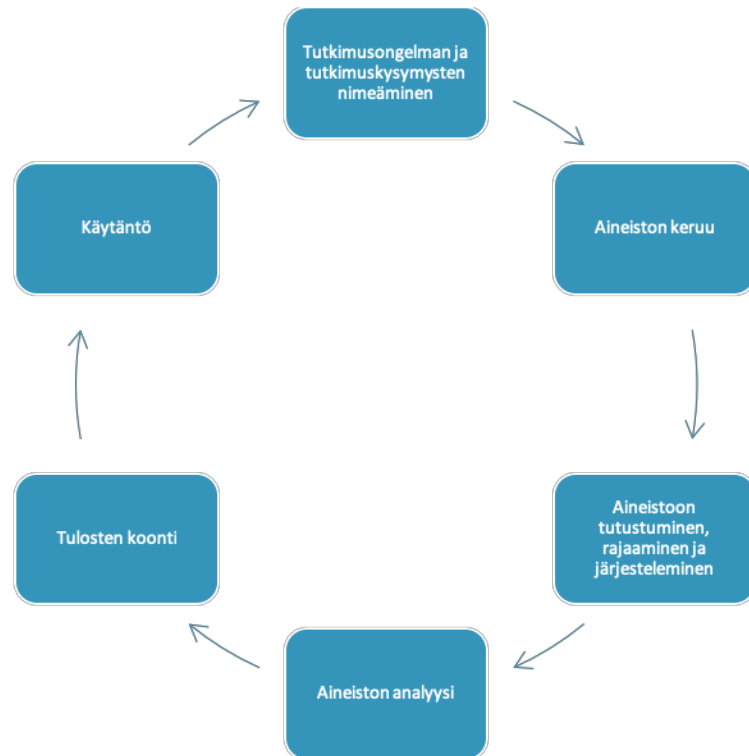 Tutkimusongelman ja
tutkimuskysymysten
nimeäminen
Aineiston keruu
Aineistoon
tutustuminen,
rajaaminen ja
järjesteleminen
Aineiston analyysi
Tulosten koonti
Käytäntö